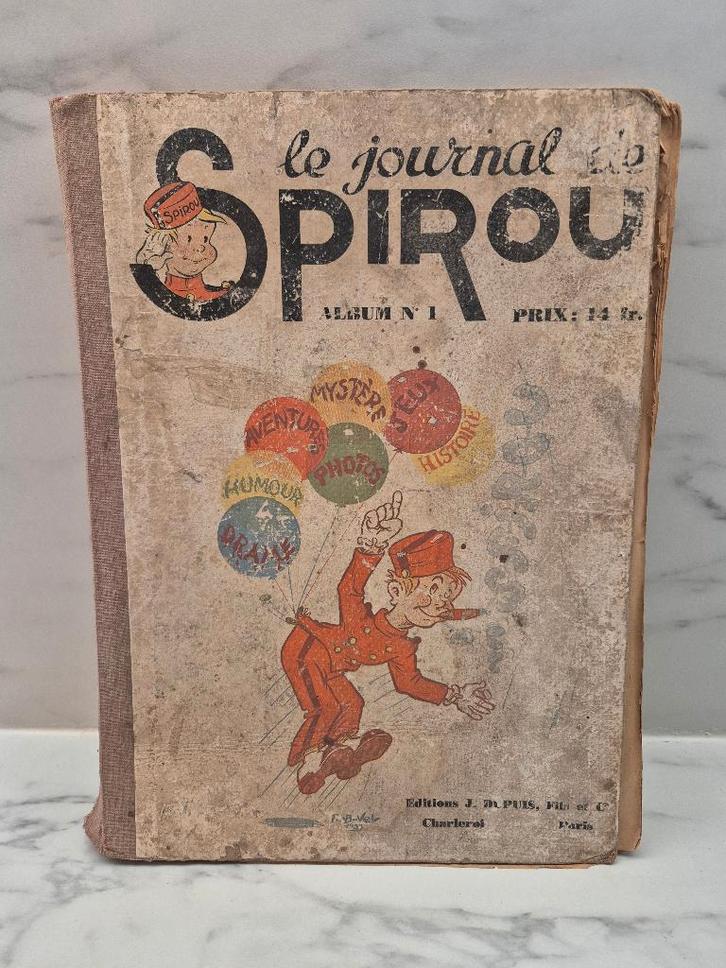 le journal de
SPIROU
SPIROU
ALBUM N° 1
PRIX: 14 fr.
MYSTÈRE
JEUX
AVENTURE
HISTOIRE
PHOTOS
HUMOUR
DRAME
Editions J. DUPUIS, Fils et C°
Charleroi
Paris